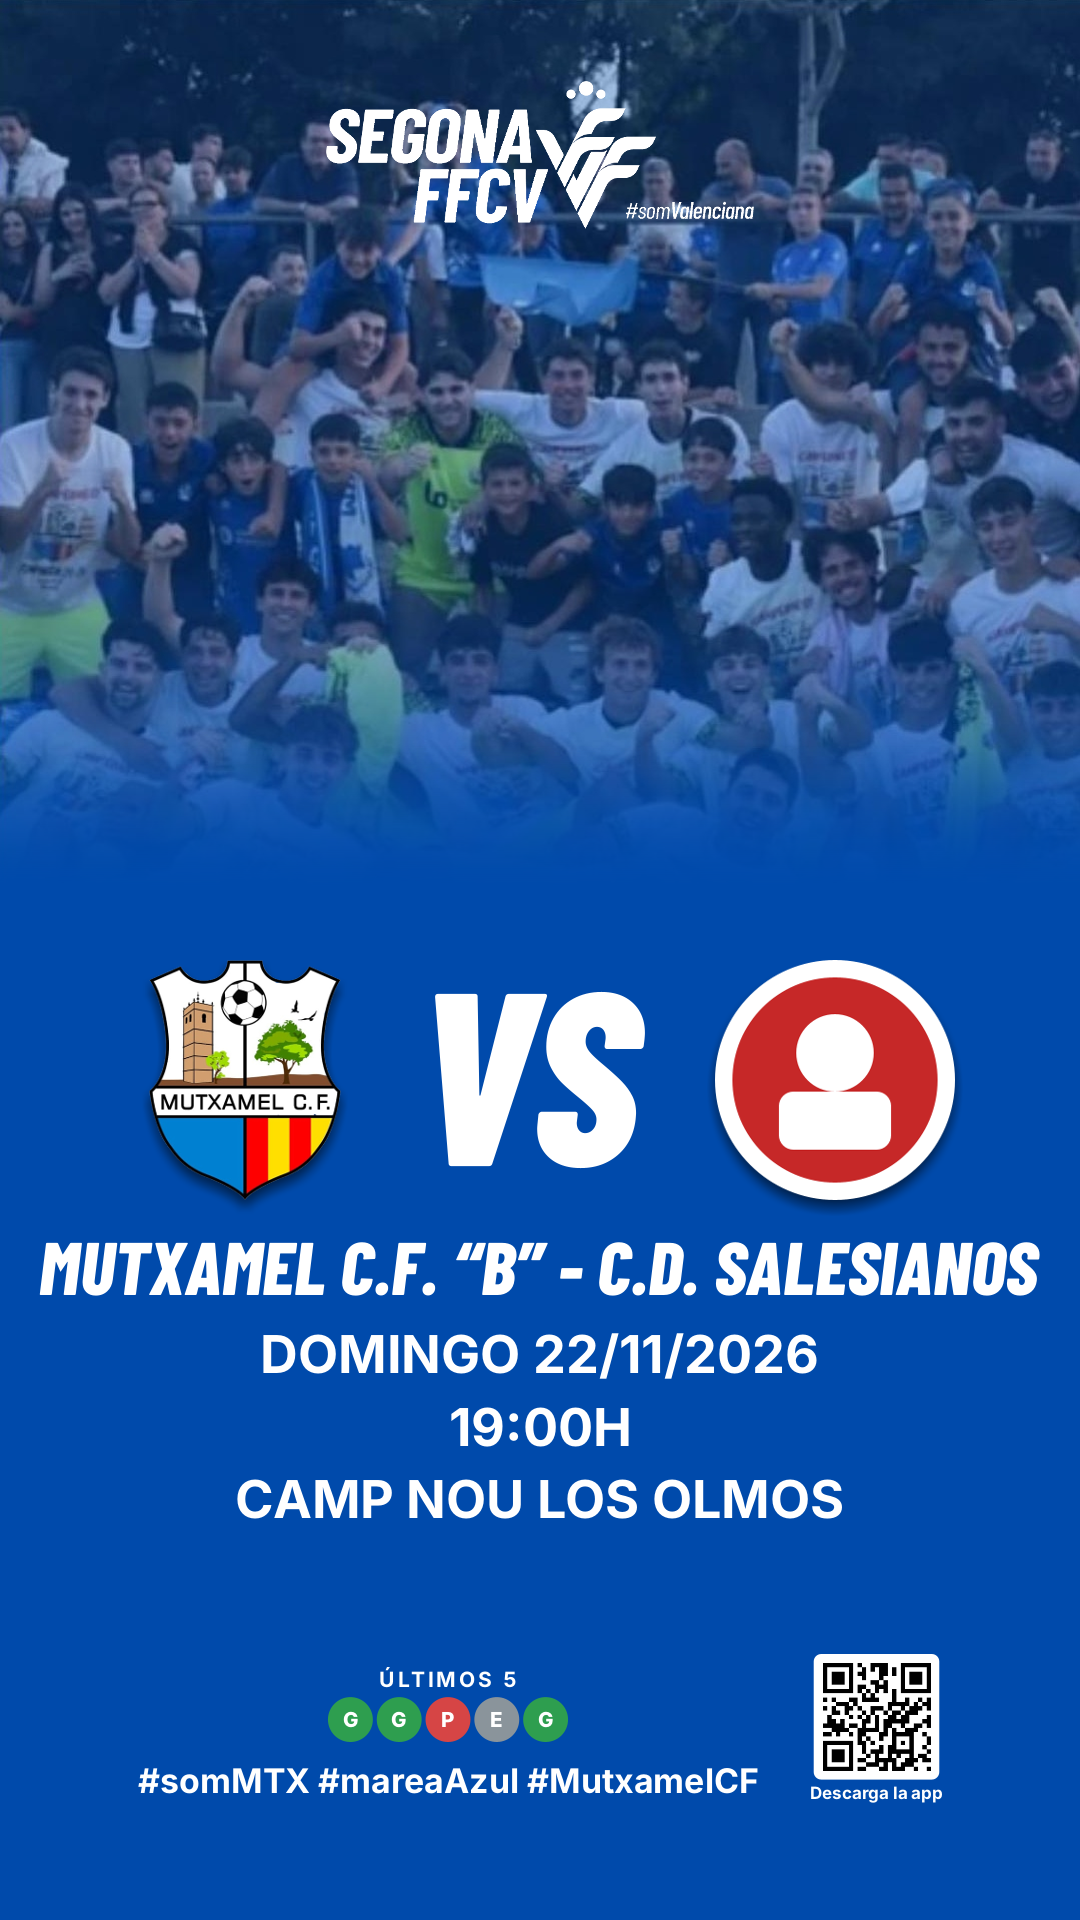 SEGONA
FFCV
#somValenciana
MUTXAMEL C.F.
VS
MUTXAMEL C.F. “B” - C.D. SALESIANOS
DOMINGO 22/11/2026
19:00H
CAMP NOU LOS OLMOS
ÚLTIMOS 5
G G P E G
#somMTX #mareaAzul #MutxamelCF
Descarga la app